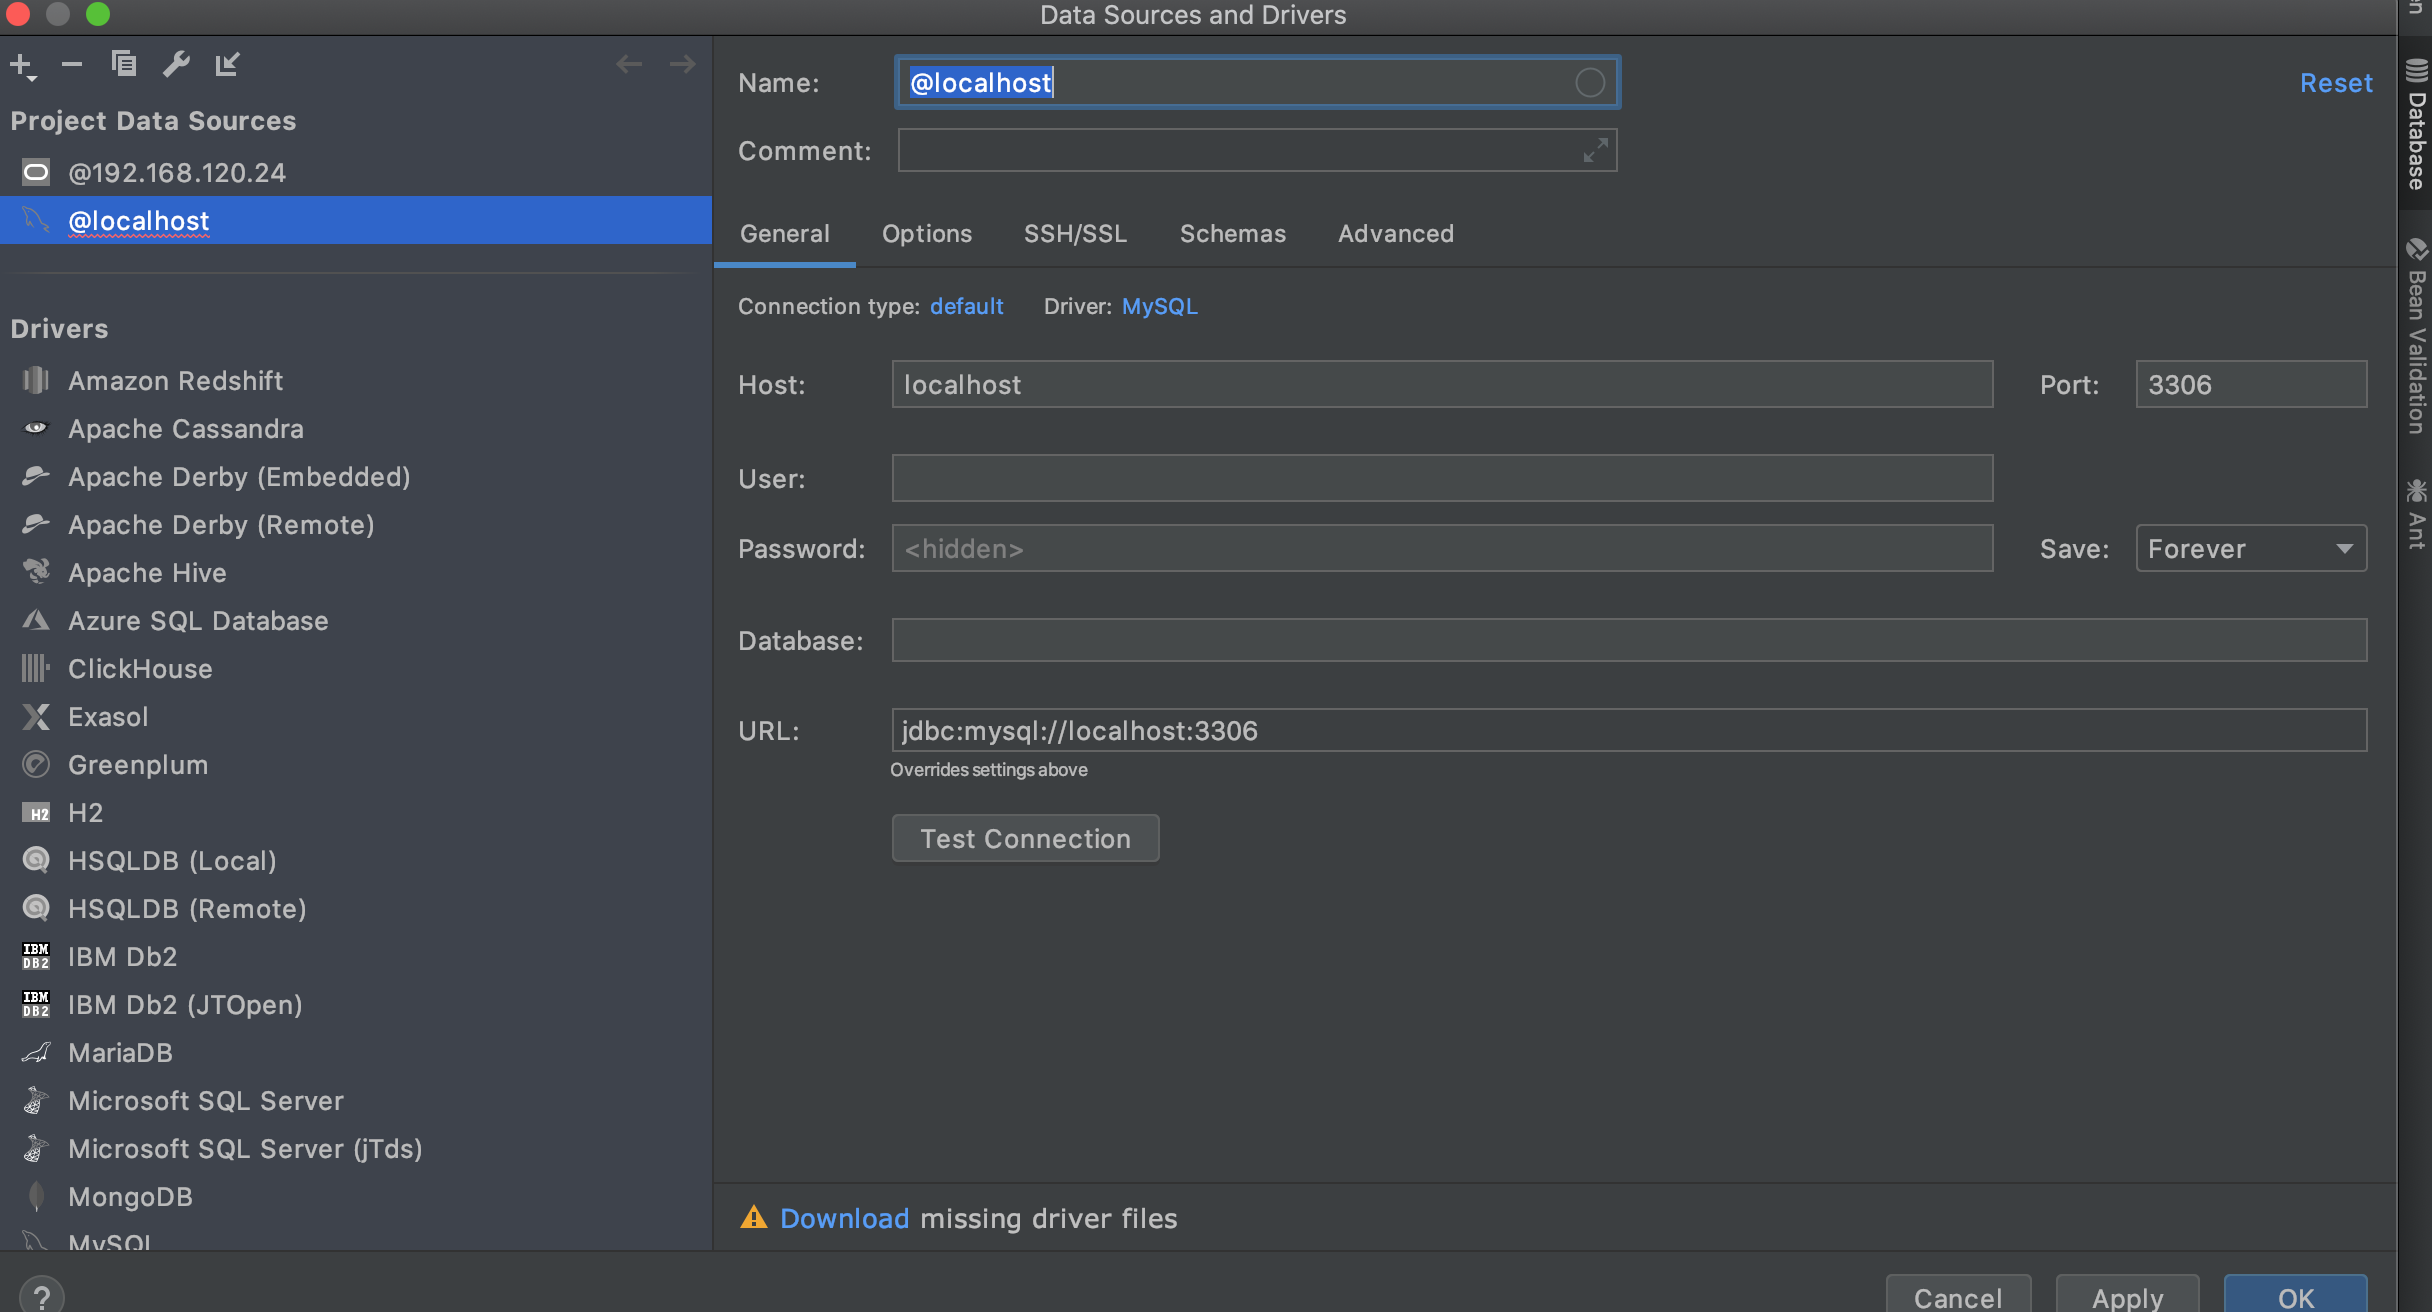 Data Sources and Drivers
Project Data Sources
@192.168.120.24
@localhost
Drivers
Amazon Redshift
Apache Cassandra
Apache Derby (Embedded)
Apache Derby (Remote)
Apache Hive
Azure SQL Database
ClickHouse
Exasol
Greenplum
H2 H2
HSQLDB (Local)
HSQLDB (Remote)
IBM DB2 IBM Db2
IBM DB2 IBM Db2 (JTOpen)
MariaDB
Microsoft SQL Server
Microsoft SQL Server (jTds)
MongoDB
MySQL
?
Name: @localhost
Reset
Comment:
General Options SSH/SSL Schemas Advanced
Connection type: default Driver: MySQL
Host: localhost Port: 3306
User:
Password: <hidden> Save: Forever
Database:
URL: jdbc:mysql://localhost:3306
Overrides settings above
Test Connection
Download missing driver files
Cancel Apply OK
Database
Bean Validation
Ant